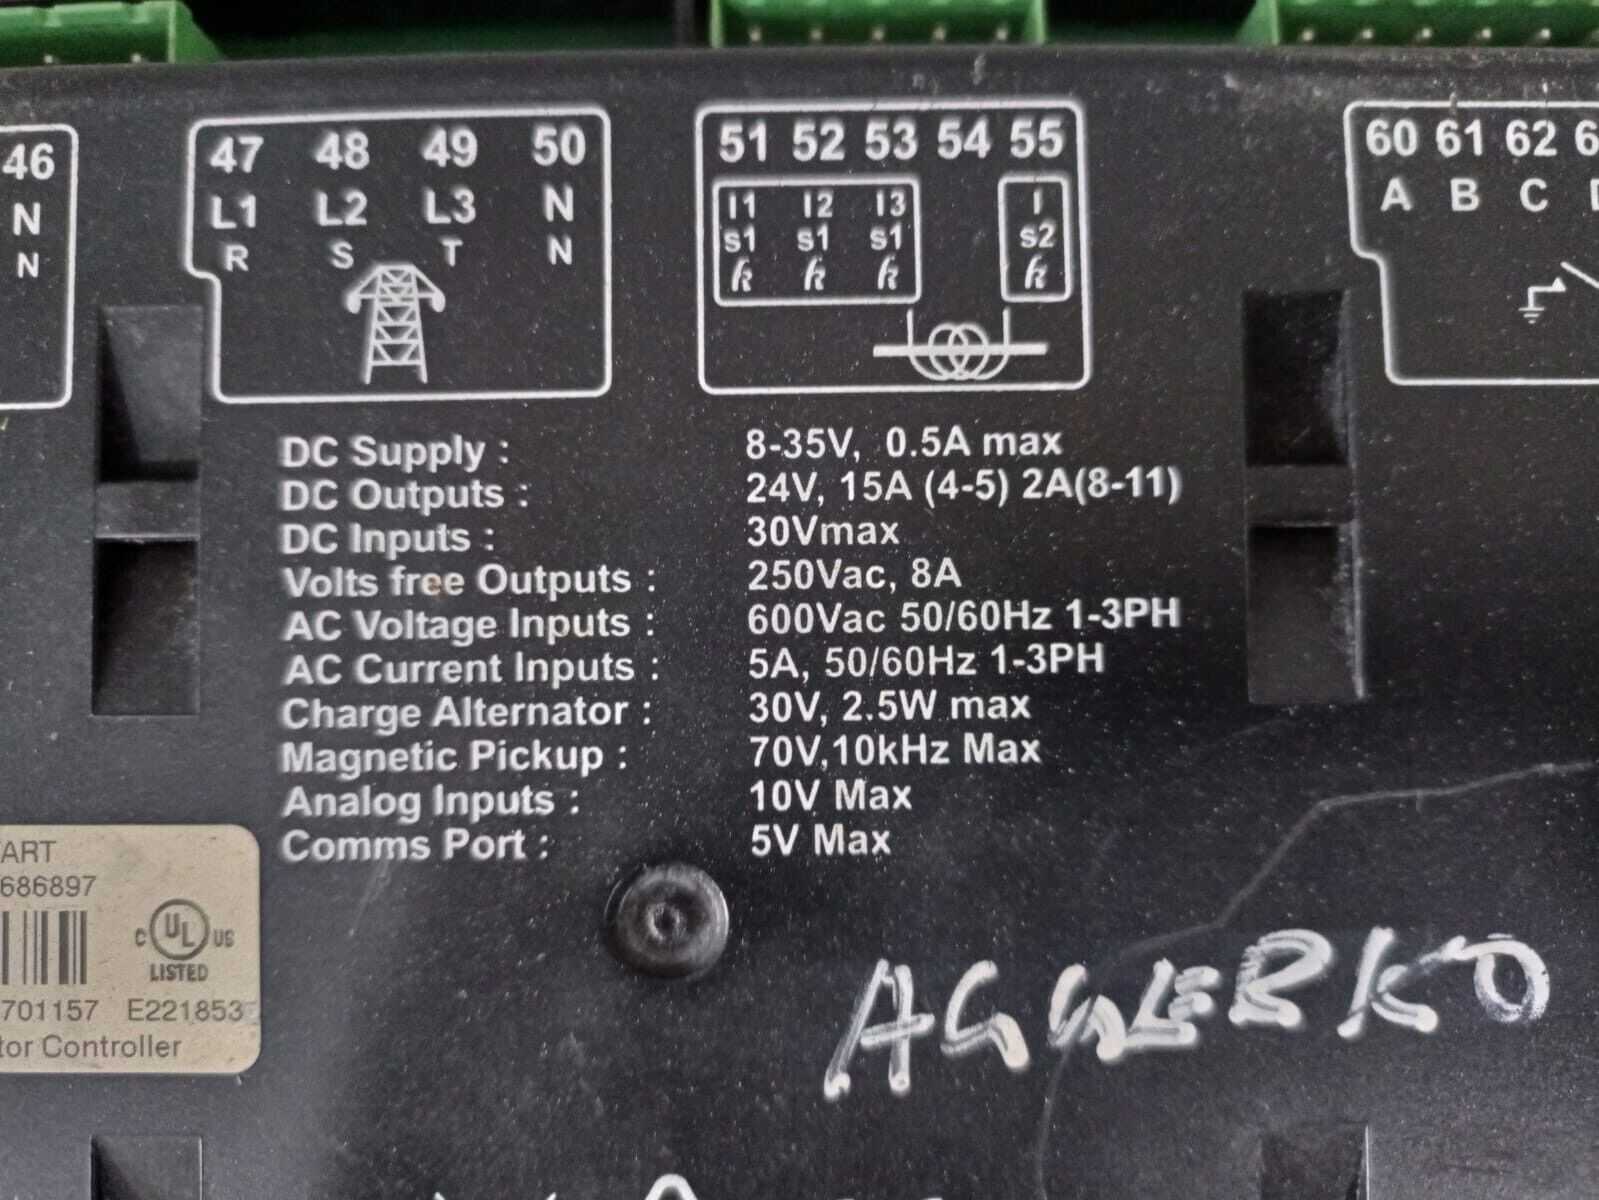 46
N
N
47 48 49 50
L1 L2 L3 N
R S T N
51 52 53 54 55
I1 I2 I3 I
s1 s1 s1 s2
k k k k
60 61 62
A B C
DC Supply : 8-35V, 0.5A max
DC Outputs : 24V, 15A (4-5) 2A(8-11)
DC Inputs : 30Vmax
Volts free Outputs : 250Vac, 8A
AC Voltage Inputs : 600Vac 50/60Hz 1-3PH
AC Current Inputs : 5A, 50/60Hz 1-3PH
Charge Alternator : 30V, 2.5W max
Magnetic Pickup : 70V,10kHz Max
Analog Inputs : 10V Max
Comms Port : 5V Max
ART
686897
C UL US
LISTED
701157 E221853
tor Controller
AGGERKO